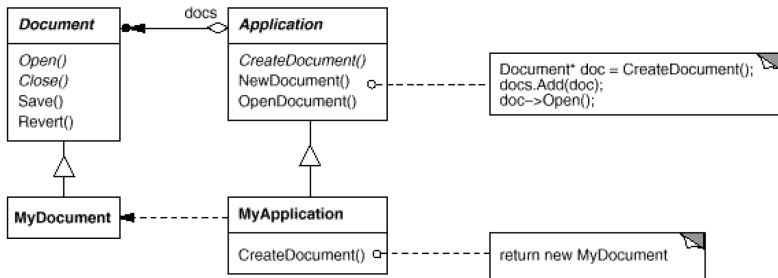 docs
Document
Open()
Close()
Save()
Revert()
Application
CreateDocument()
NewDocument()
OpenDocument()
Document* doc = CreateDocument();
docs.Add(doc);
doc->Open();
MyDocument
MyApplication
CreateDocument()
return new MyDocument